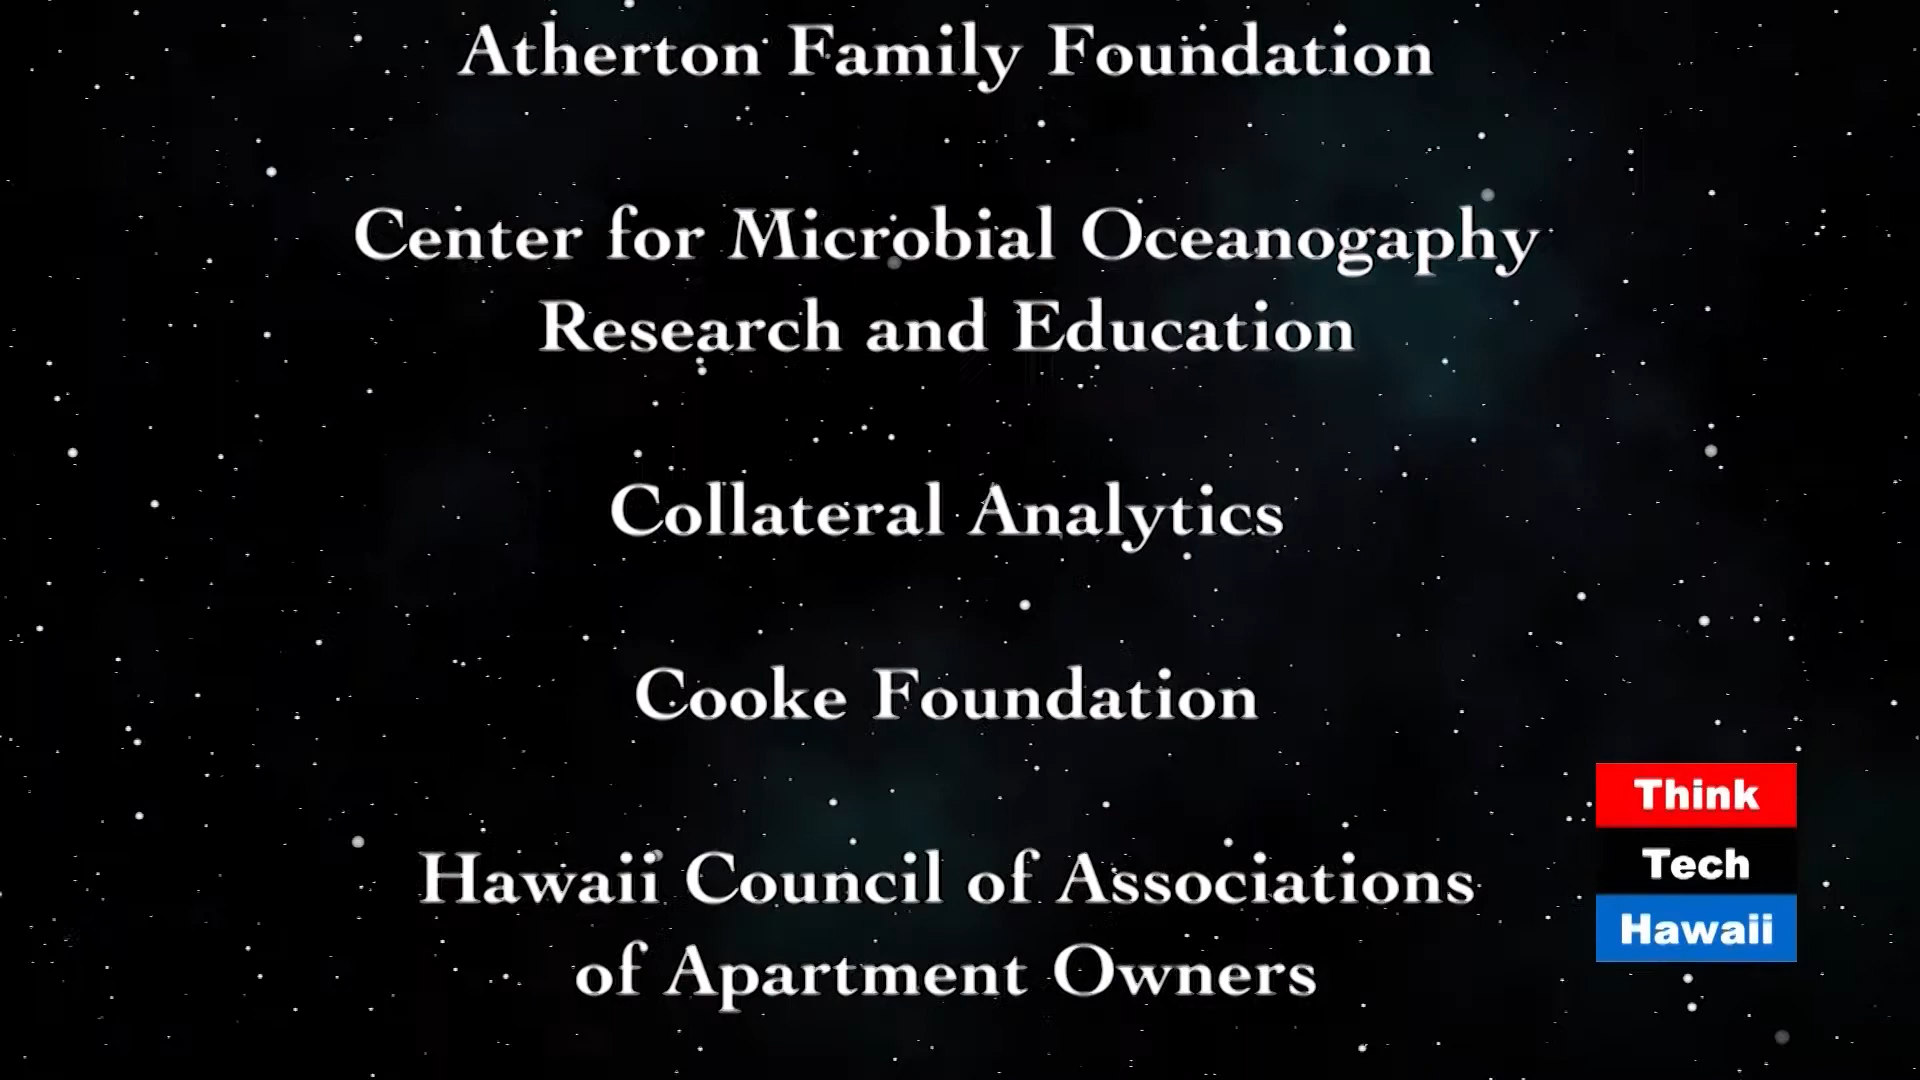 Atherton Family Foundation
Center for Microbial Oceanogaphy
Research and Education
Collateral Analytics
Cooke Foundation
Hawaii Council of Associations
of Apartment Owners
Think
Tech
Hawaii